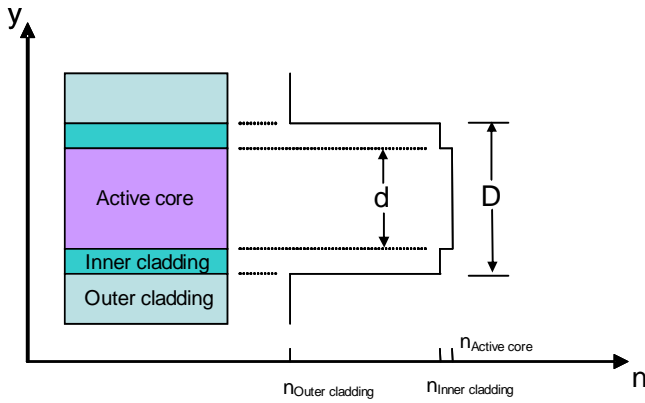 y
Active core
d
D
Inner cladding
Outer cladding
nActive core
n
nOuter cladding
nInner cladding